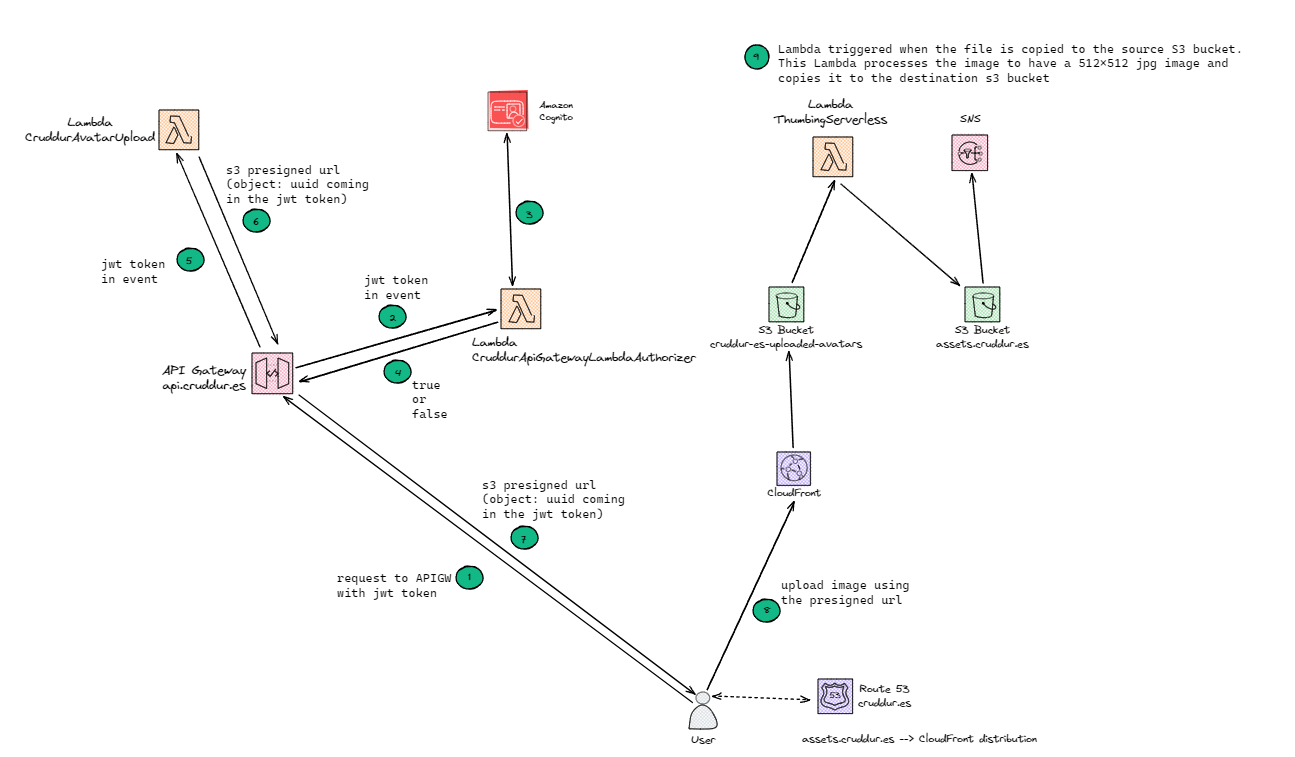 9
Lambda triggered when the file is copied to the source S3 bucket.
This Lambda processes the image to have a 512×512 jpg image and
copies it to the destination s3 bucket
Lambda
CruddurAvatarUpload
Amazon
Cognito
Lambda
ThumbingServerless
SNS
s3 presigned url
(object: uuid coming
in the jwt token)
6
3
5
jwt token
in event
jwt token
in event
2
Lambda
CruddurApiGatewayLambdaAuthorizer
S3 Bucket
cruddur-es-uploaded-avatars
S3 Bucket
assets.cruddur.es
API Gateway
api.cruddur.es
4
true
or
false
s3 presigned url
(object: uuid coming
in the jwt token)
7
CloudFront
request to APIGW
with jwt token
1
upload image using
the presigned url
8
53
Route 53
cruddur.es
User
assets.cruddur.es --> CloudFront distribution